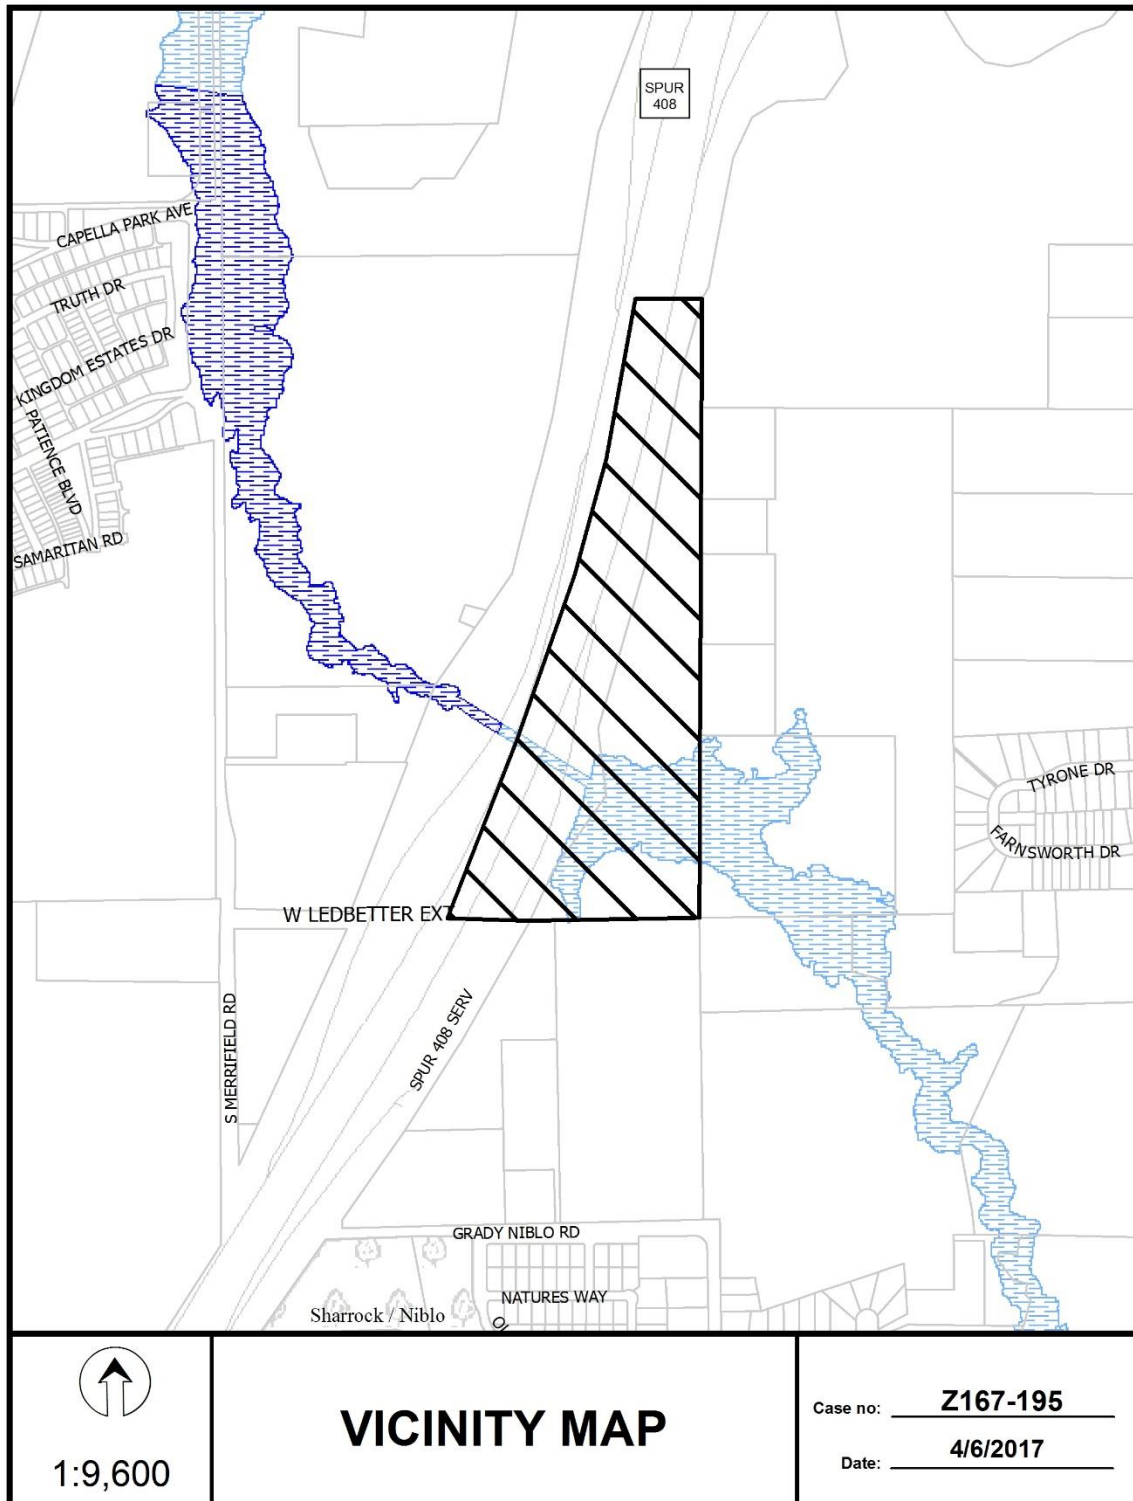 SPUR
408
CAPELLA PARK AVE
TRUTH DR
KINGDOM ESTATES DR
PATIENCE BLVD
SAMARITAN RD
TYRONE DR
FARNSWORTH DR
W LEDBETTER EXT
S MERRIFIELD RD
SPUR 408 SERV
GRADY NIBLO RD
NATURES WAY
Sharrock / Niblo
1:9,600
VICINITY MAP
Case no: Z167-195
Date: 4/6/2017